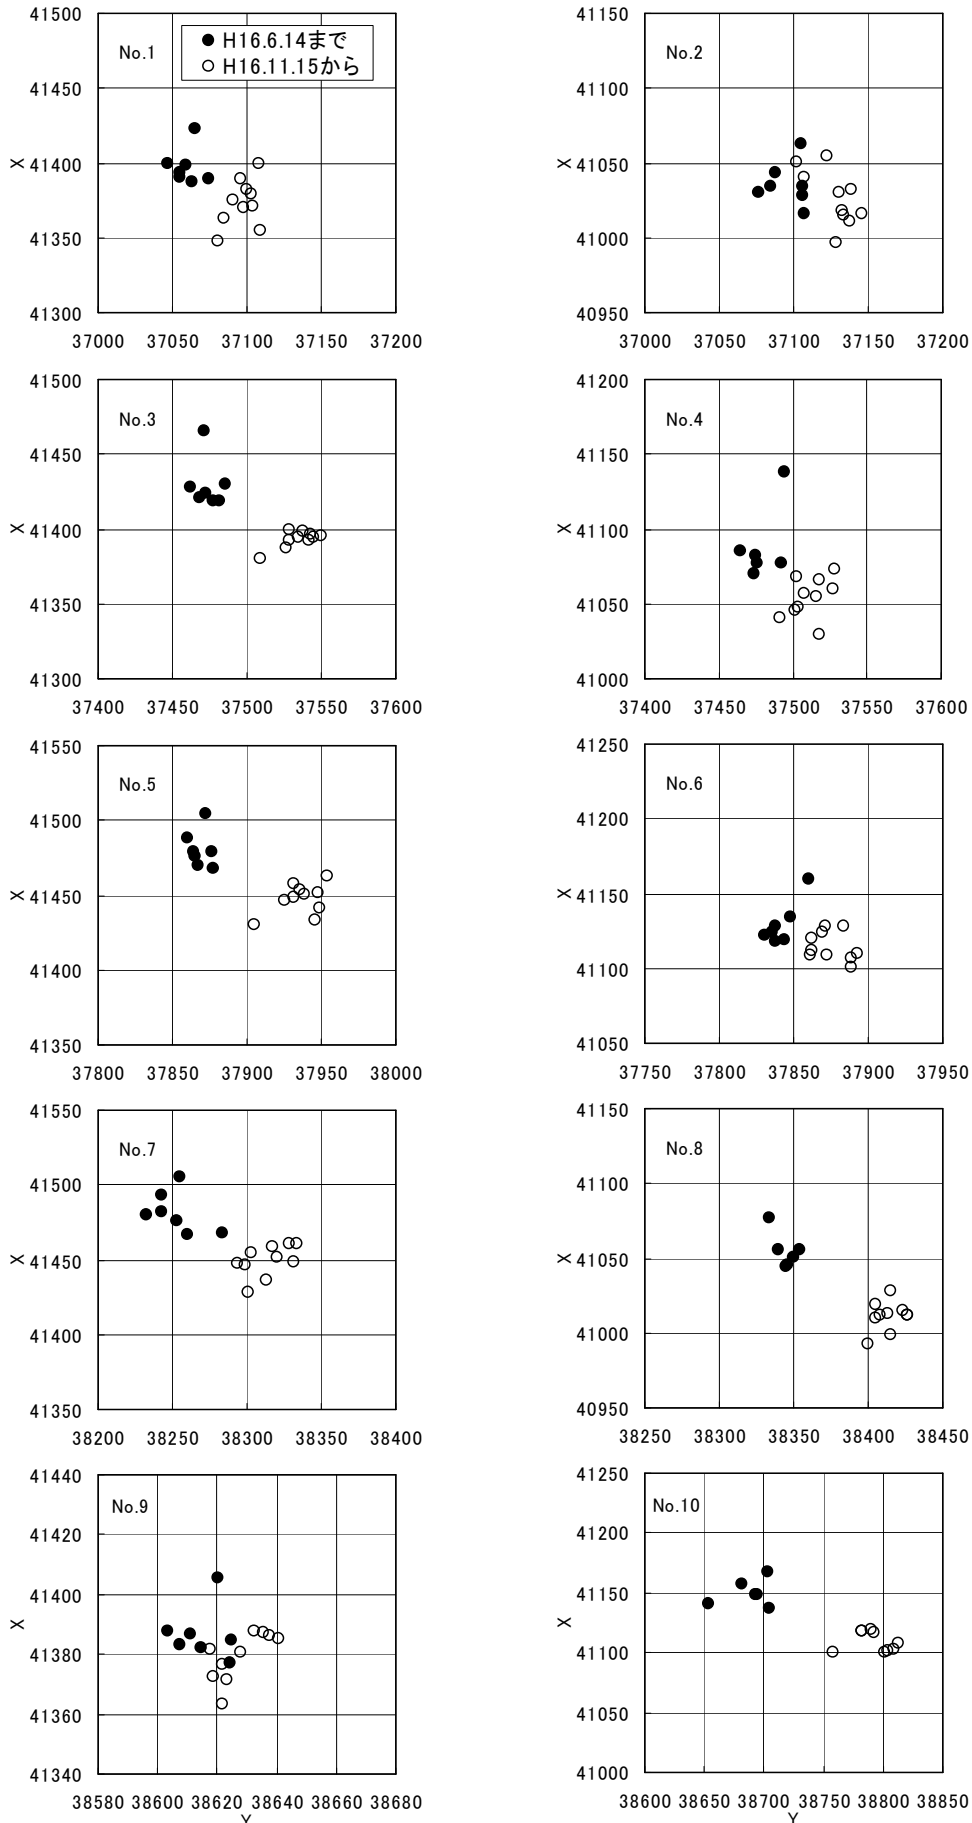 41500
41450
41400
41350
41300
X
No.1
● H16.6.14まで
○ H16.11.15から
37000 37050 37100 37150 37200
41150
41100
41050
41000
40950
X
No.2
37000 37050 37100 37150 37200
41500
41450
41400
41350
41300
X
No.3
37400 37450 37500 37550 37600
41200
41150
41100
41050
41000
X
No.4
37400 37450 37500 37550 37600
41550
41500
41450
41400
41350
X
No.5
37800 37850 37900 37950 38000
41250
41200
41150
41100
41050
X
No.6
37750 37800 37850 37900 37950
41550
41500
41450
41400
41350
X
No.7
38200 38250 38300 38350 38400
41150
41100
41050
41000
40950
X
No.8
38250 38300 38350 38400 38450
41440
41420
41400
41380
41360
41340
X
No.9
38580 38600 38620 38640 38660 38680
Y
41250
41200
41150
41100
41050
41000
X
No.10
38600 38650 38700 38750 38800 38850
Y